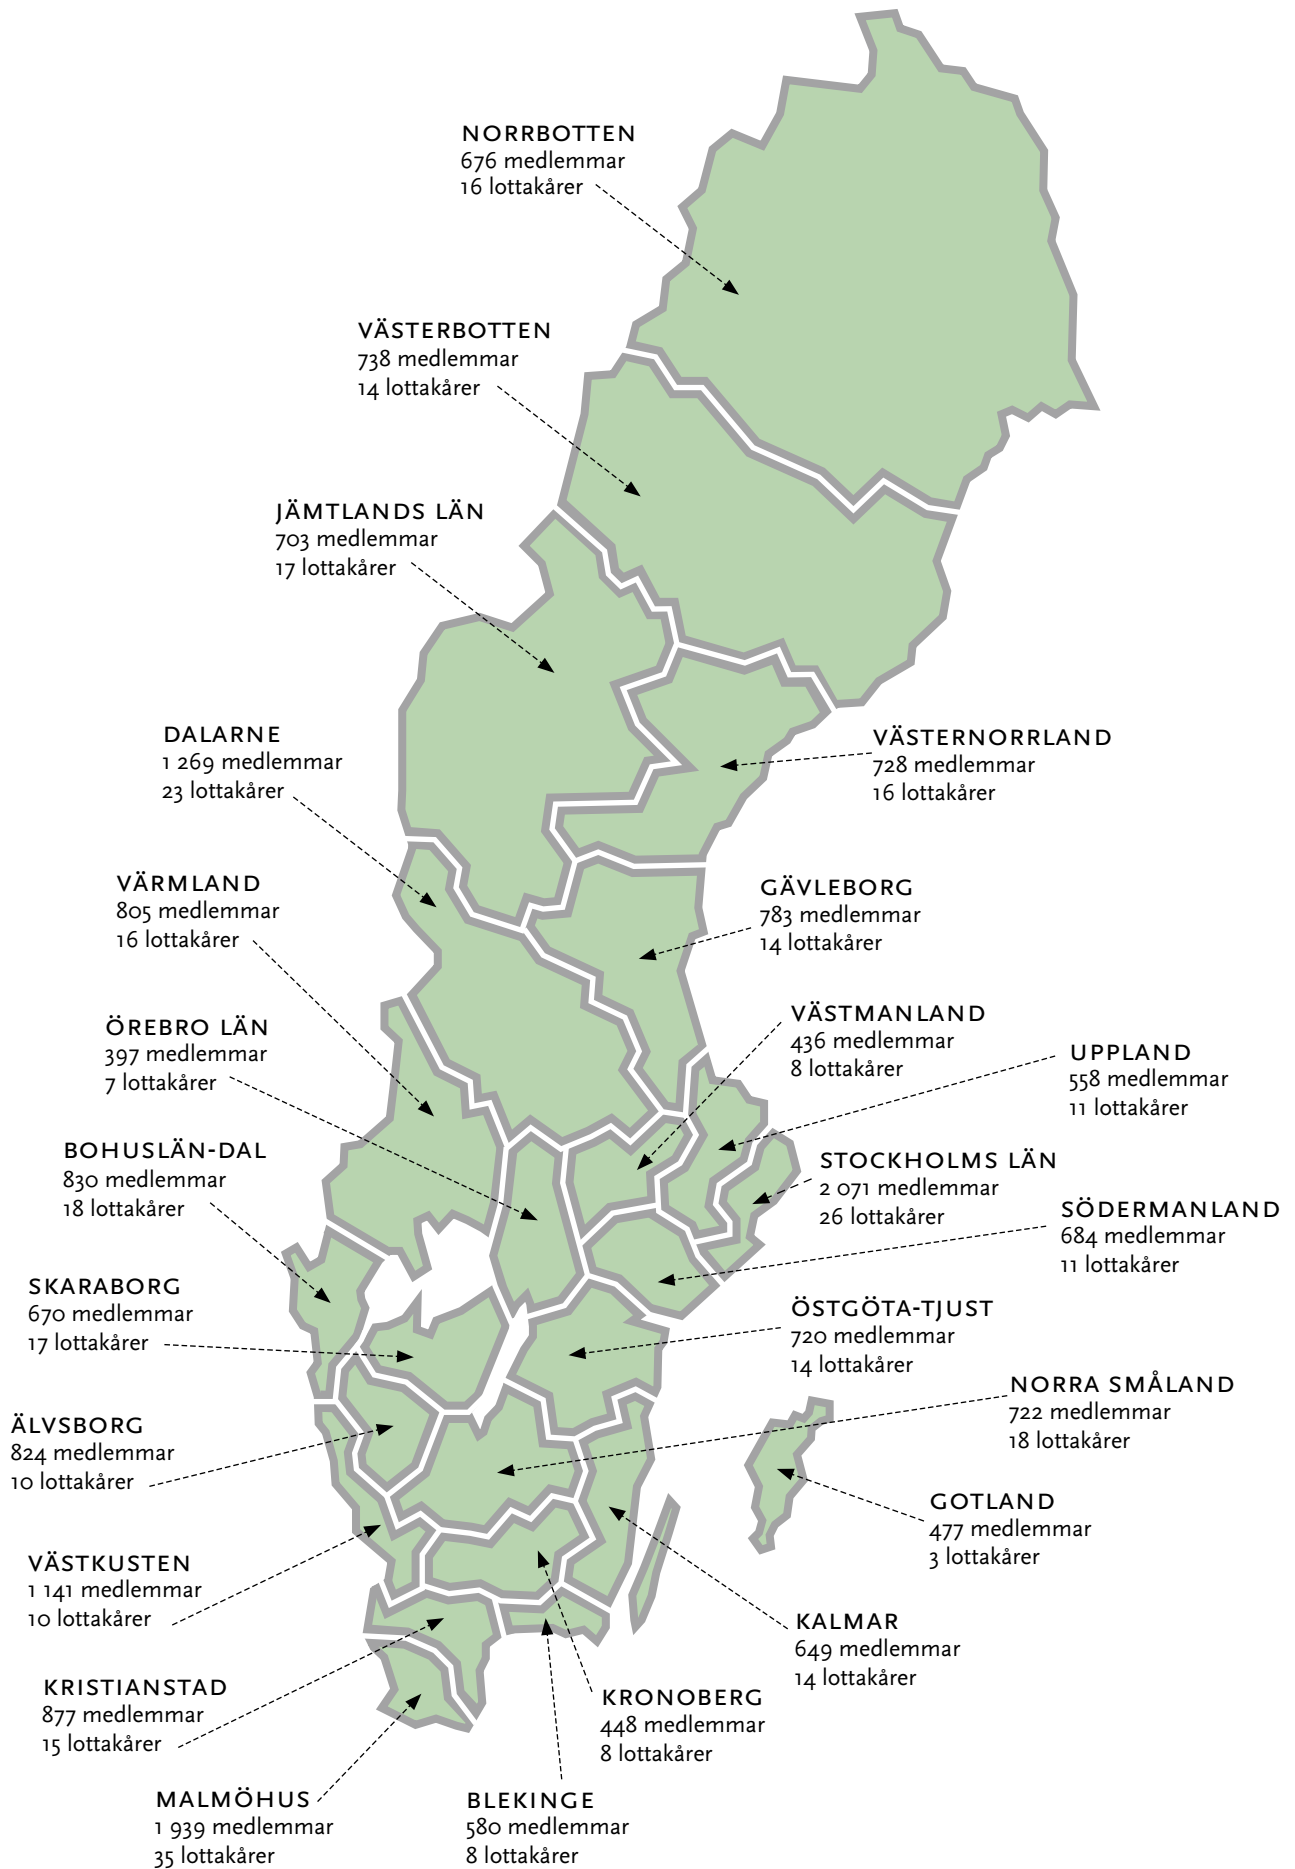 NORRBOTTEN
676 medlemmar
16 lottakårer
VÄSTERBOTTEN
738 medlemmar
14 lottakårer
JÄMTLANDS LÄN
703 medlemmar
17 lottakårer
DALARNE
1 269 medlemmar
23 lottakårer
VÄSTERNORRLAND
728 medlemmar
16 lottakårer
VÄRMLAND
805 medlemmar
16 lottakårer
GÄVLEBORG
783 medlemmar
14 lottakårer
ÖREBRO LÄN
397 medlemmar
7 lottakårer
VÄSTMANLAND
436 medlemmar
8 lottakårer
UPPLAND
558 medlemmar
11 lottakårer
BOHUSLÄN-DAL
830 medlemmar
18 lottakårer
STOCKHOLMS LÄN
2 071 medlemmar
26 lottakårer
SÖDERMANLAND
684 medlemmar
11 lottakårer
SKARABORG
670 medlemmar
17 lottakårer
ÖSTGÖTA-TJUST
720 medlemmar
14 lottakårer
NORRA SMÅLAND
722 medlemmar
18 lottakårer
ÄLVSBORG
824 medlemmar
10 lottakårer
GOTLAND
477 medlemmar
3 lottakårer
VÄSTKUSTEN
1 141 medlemmar
10 lottakårer
KALMAR
649 medlemmar
14 lottakårer
KRISTIANSTAD
877 medlemmar
15 lottakårer
KRONOBERG
448 medlemmar
8 lottakårer
MALMÖHUS
1 939 medlemmar
35 lottakårer
BLEKINGE
580 medlemmar
8 lottakårer